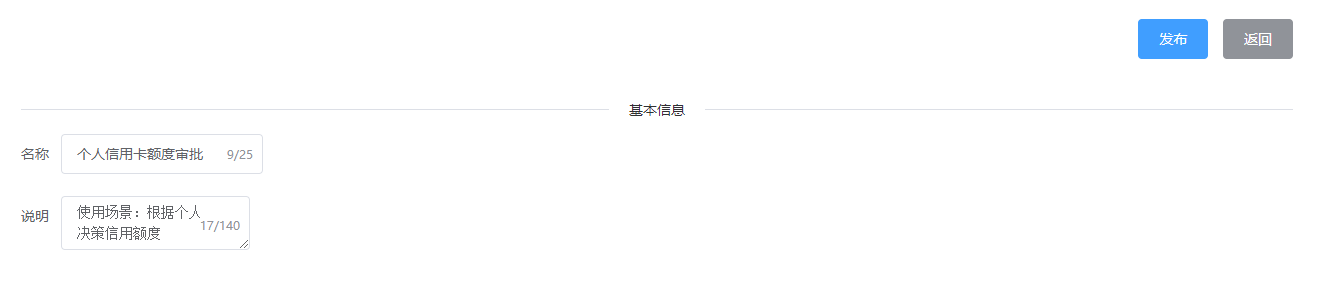 发布 返回
基本信息
名称 个人信用卡额度审批 9/25
说明 使用场景：根据个人
决策信用额度 17/140